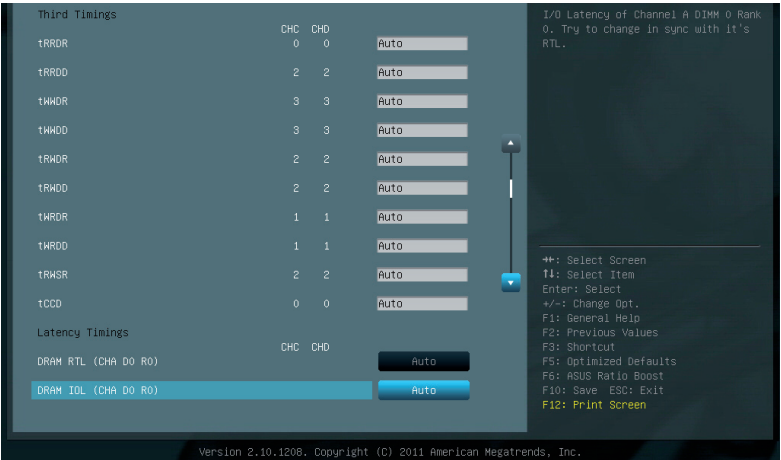 Third Timings
CHC CHD
tRRDR 0 0 Auto
tRRDD 2 2 Auto
tWWDR 3 3 Auto
tWWDD 3 3 Auto
tRWDR 2 2 Auto
tRWDD 2 2 Auto
tWRDR 1 1 Auto
tWRDD 1 1 Auto
tRWSR 2 2 Auto
tCCD 0 0 Auto
Latency Timings
CHC CHD
DRAM RTL (CHA D0 R0) Auto
DRAM IOL (CHA D0 R0) Auto
I/O Latency of Channel A DIMM 0 Rank
0. Try to change in sync with it's
RTL.
→←: Select Screen
↑↓: Select Item
Enter: Select
+/-: Change Opt.
F1: General Help
F2: Previous Values
F3: Shortcut
F5: Optimized Defaults
F6: ASUS Ratio Boost
F10: Save ESC: Exit
F12: Print Screen
Version 2.10.1208. Copyright (C) 2011 American Megatrends, Inc.